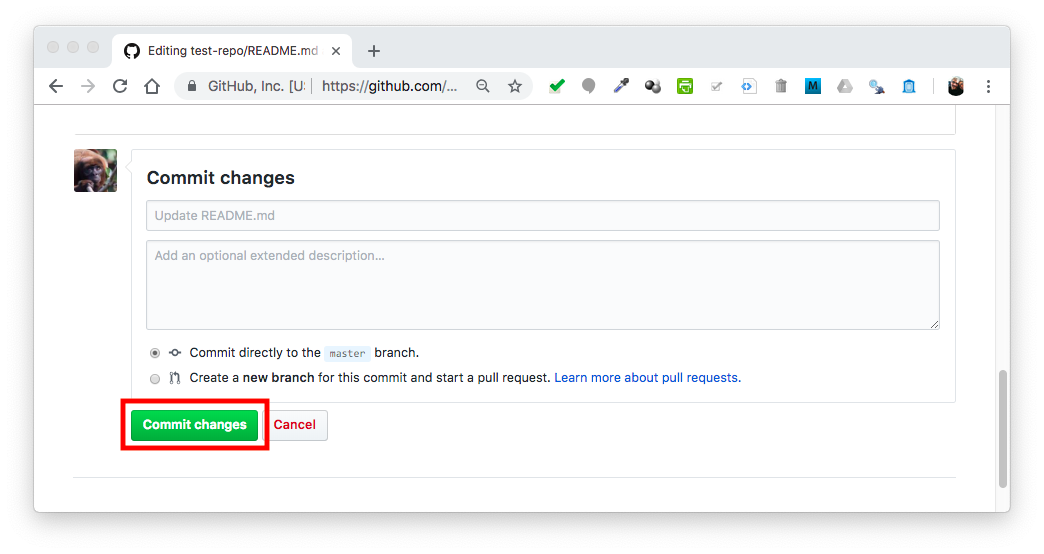 Editing test-repo/README.md
GitHub, Inc. [US https://github.com/...
M
Commit changes
Update README.md
Add an optional extended description...
Commit directly to the master branch.
Create a new branch for this commit and start a pull request. Learn more about pull requests.
Commit changes Cancel